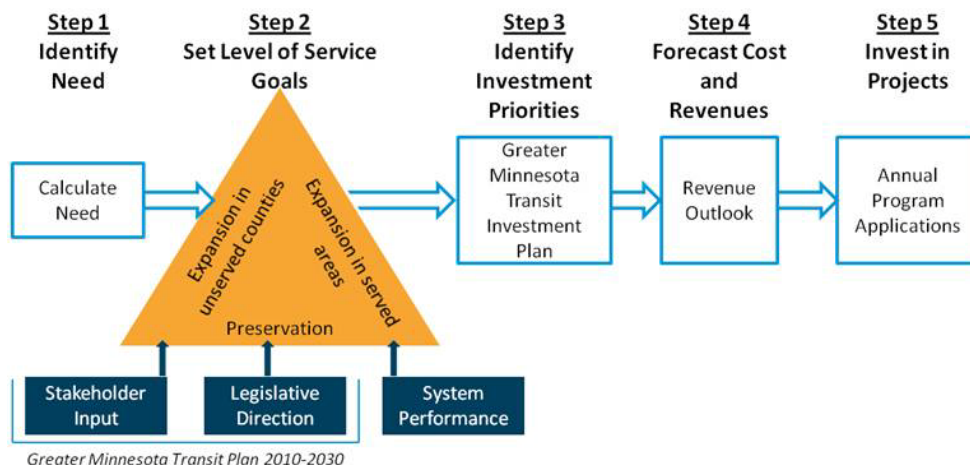 Step 1
Identify
Need
Step 2
Set Level of Service
Goals
Step 3
Identify
Investment
Priorities
Step 4
Forecast Cost
and
Revenues
Step 5
Invest in
Projects
Calculate
Need
Expansion in
unserved counties
Expansion in served
areas
Preservation
Greater
Minnesota
Transit
Investment
Plan
Revenue
Outlook
Annual
Program
Applications
Stakeholder
Input
Legislative
Direction
System
Performance
Greater Minnesota Transit Plan 2010-2030